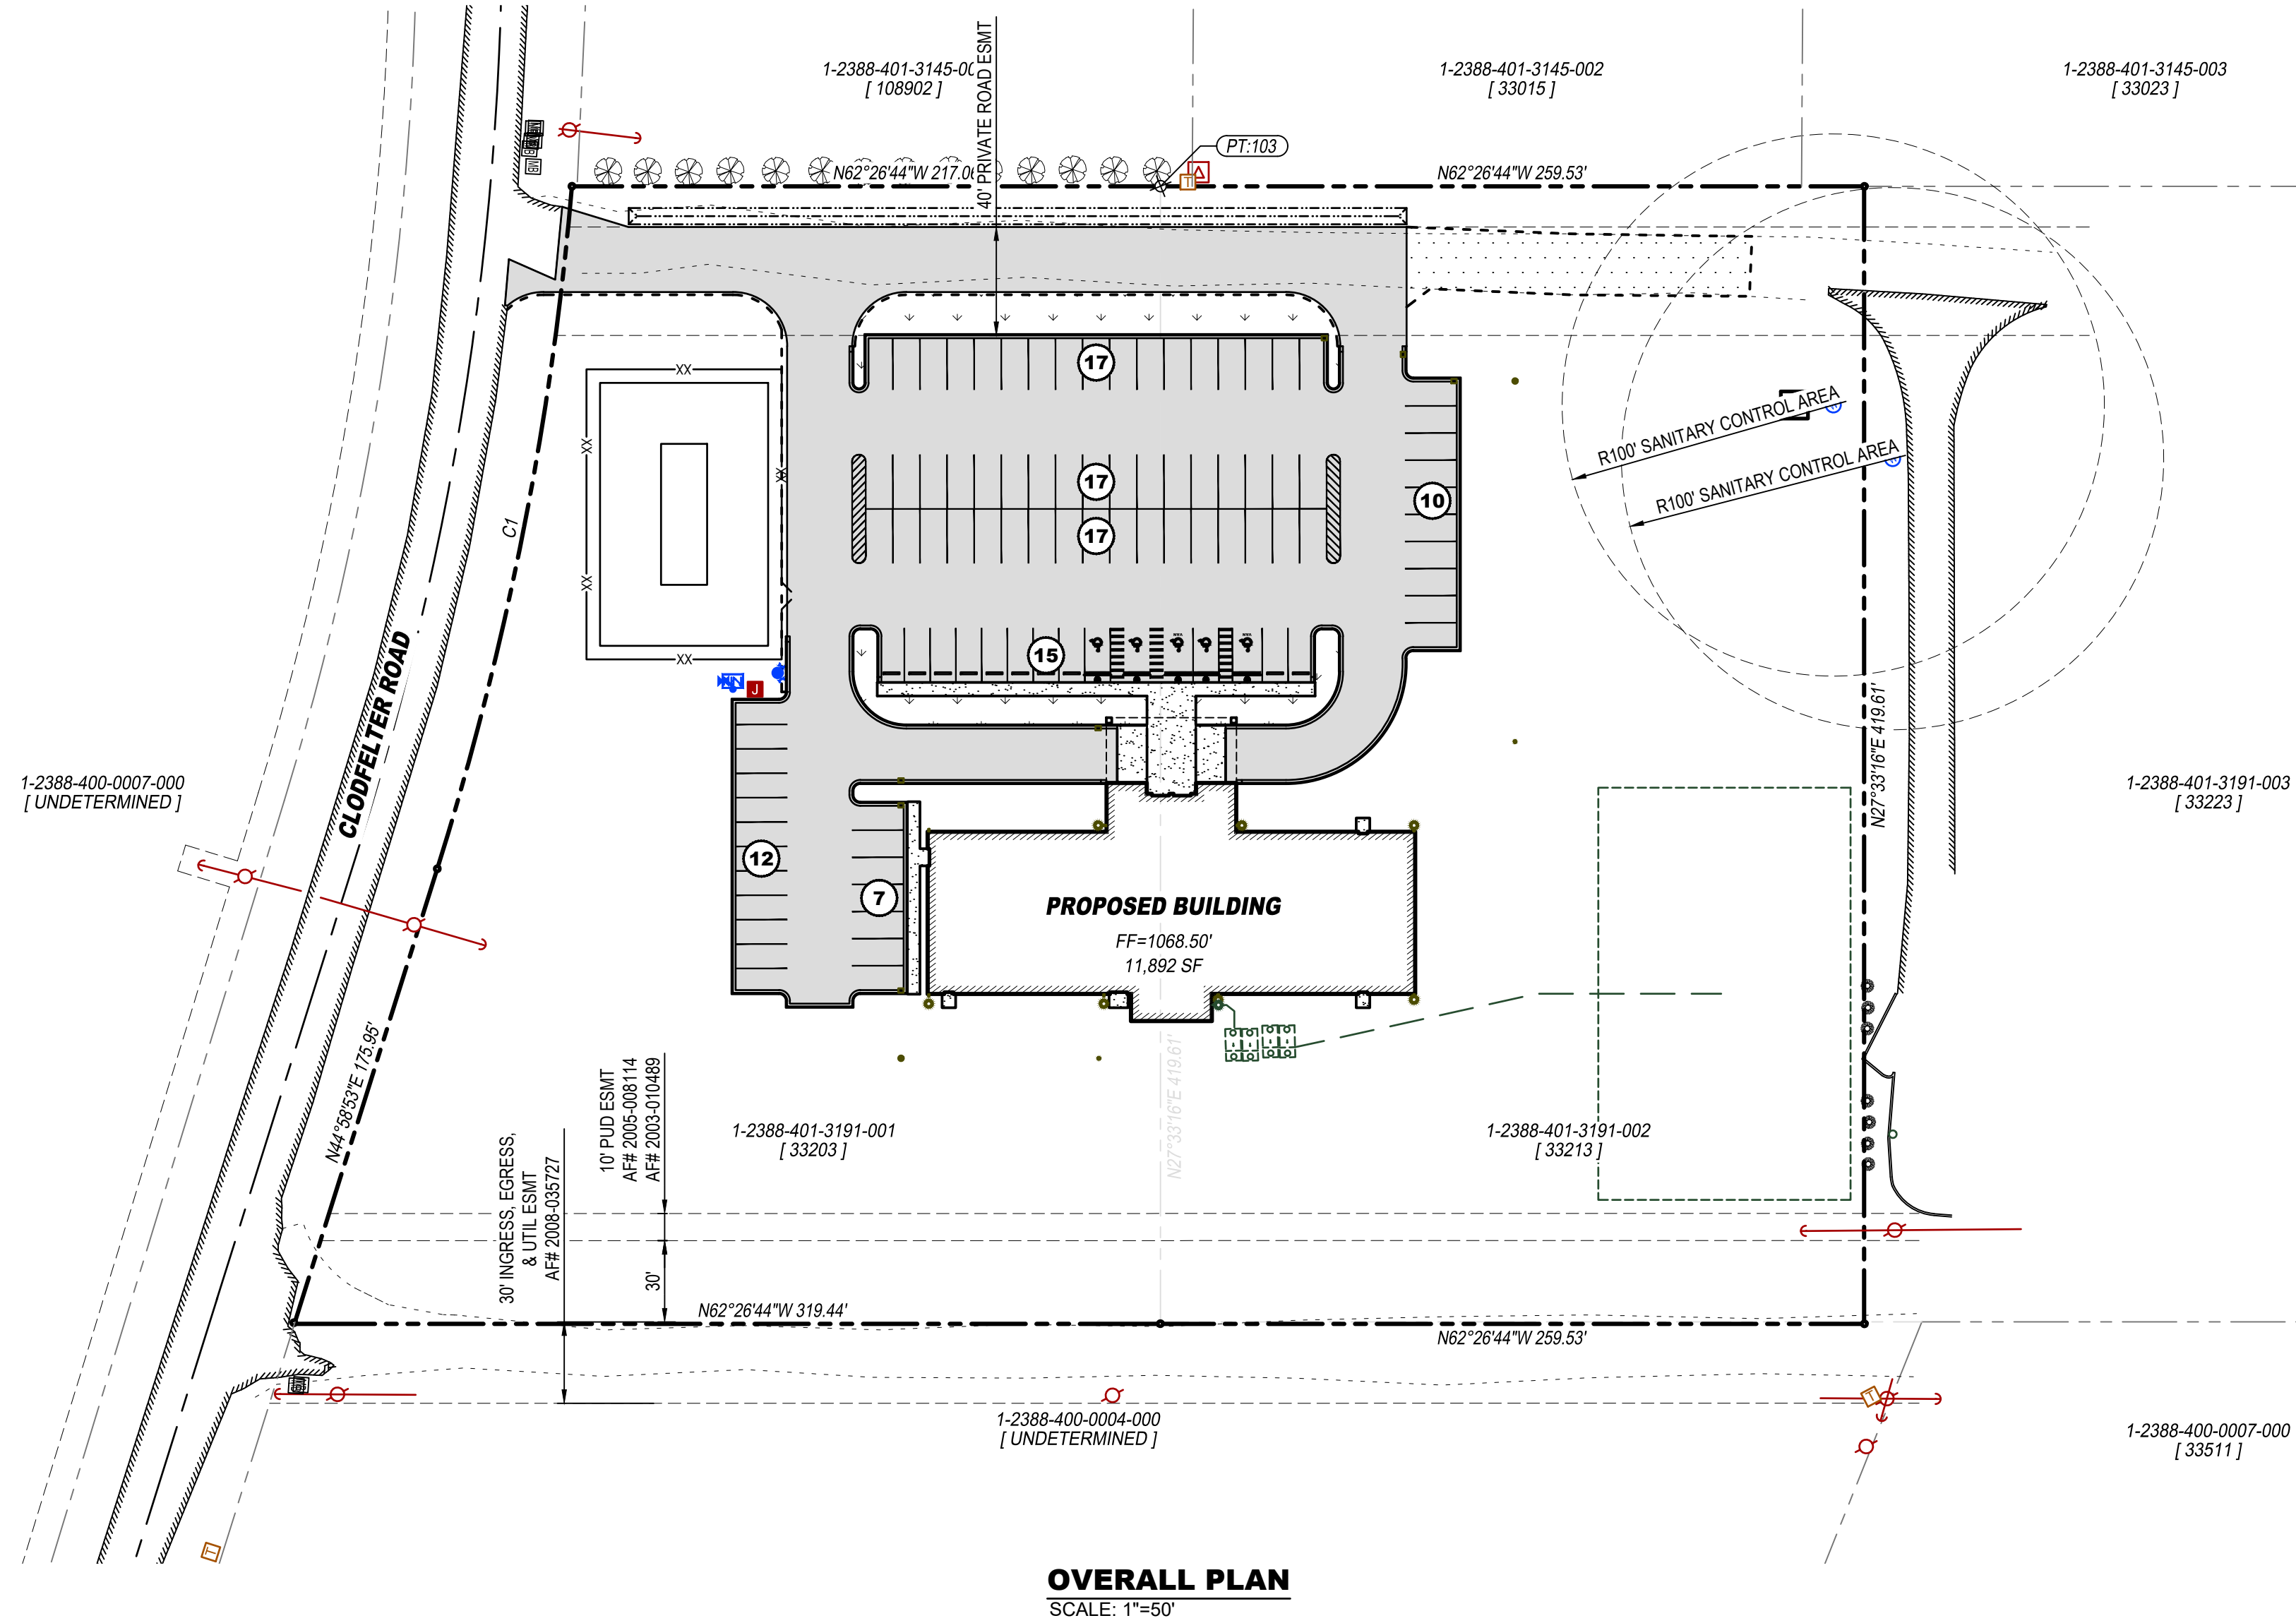 1-2388-401-3145-00
[ 108902 ]
40' PRIVATE ROAD ESMT
1-2388-401-3145-002
[ 33015 ]
1-2388-401-3145-003
[ 33023 ]
MB
PT:103
T
N62°26'44"W 217.0
N62°26'44"W 259.53'
17
XX
XX
XX
XX
XX
17
17
10
R100' SANITARY CONTROL AREA
R100' SANITARY CONTROL AREA
C1
CLODFELTER ROAD
15
J
N27°33'16"E 419.61'
1-2388-400-0007-000
[ UNDETERMINED ]
1-2388-401-3191-003
[ 33223 ]
12
7
PROPOSED BUILDING
FF=1068.50'
11,892 SF
N44°58'53"E 175.95'
N27°33'16"E 419.61'
10' PUD ESMT
AF# 2005-008114
AF# 2003-010489
30' INGRESS, EGRESS,
& UTIL ESMT
AF# 2008-035727
1-2388-401-3191-001
[ 33203 ]
1-2388-401-3191-002
[ 33213 ]
30'
N62°26'44"W 319.44'
N62°26'44"W 259.53'
T
1-2388-400-0004-000
[ UNDETERMINED ]
1-2388-400-0007-000
[ 33511 ]
T
OVERALL PLAN
SCALE: 1"=50'